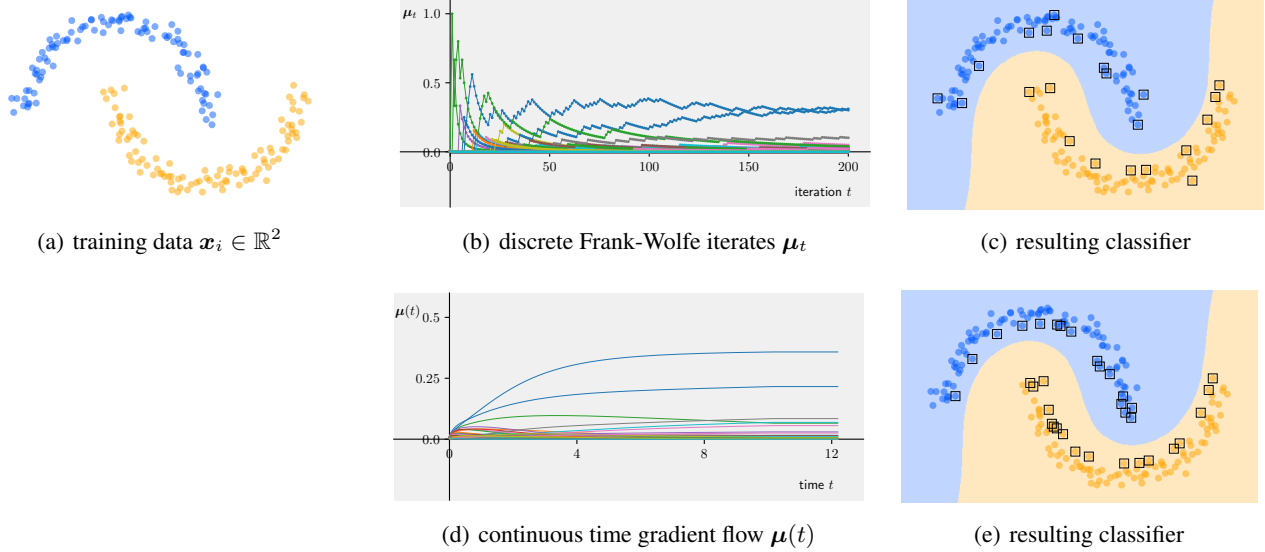 (a) training data 𝒙ᵢ ∈ ℝ²
μₜ
1.0
0.5
0.0
0
50
100
150
200
iteration t
(b) discrete Frank-Wolfe iterates μₜ
(c) resulting classifier
μ(t)
0.5
0.25
0.0
0
4
8
12
time t
(d) continuous time gradient flow μ(t)
(e) resulting classifier